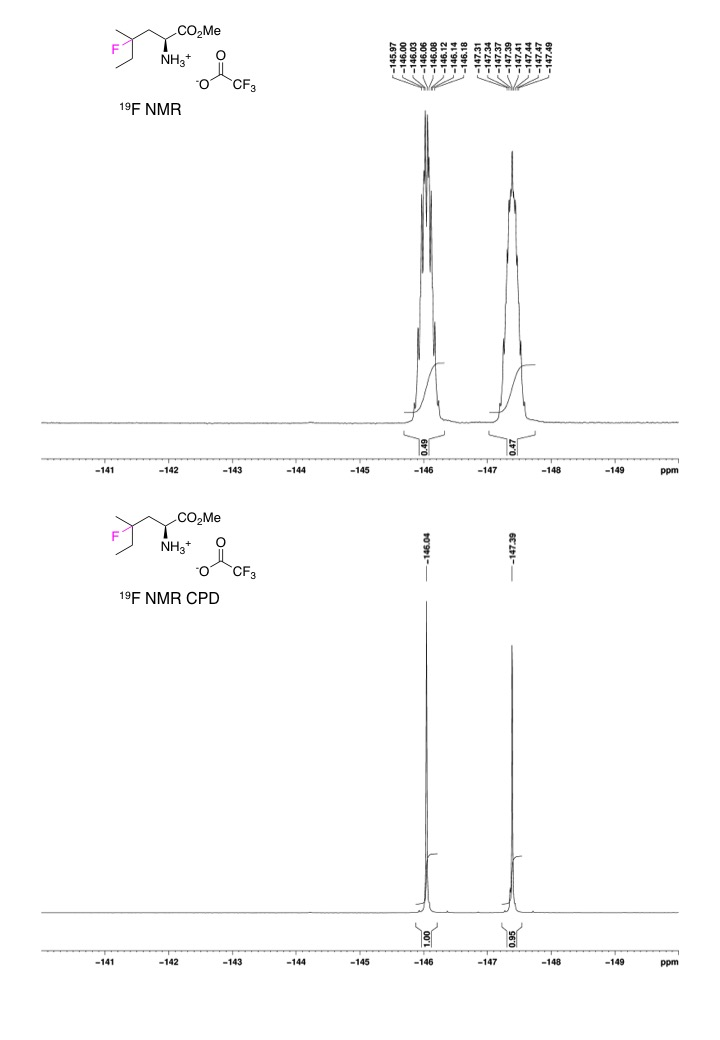 CO2Me
F
NH3+
O
-O
CF3
19F NMR
-145.97
-146.00
-146.03
-146.06
-146.08
-146.12
-146.14
-146.18
-147.31
-147.34
-147.37
-147.39
-147.41
-147.44
-147.47
-147.49
0.49
0.47
-141 -142 -143 -144 -145 -146 -147 -148 -149 ppm
CO2Me
F
NH3+
O
-O
CF3
19F NMR CPD
-146.04
-147.39
1.00
0.95
-141 -142 -143 -144 -145 -146 -147 -148 -149 ppm